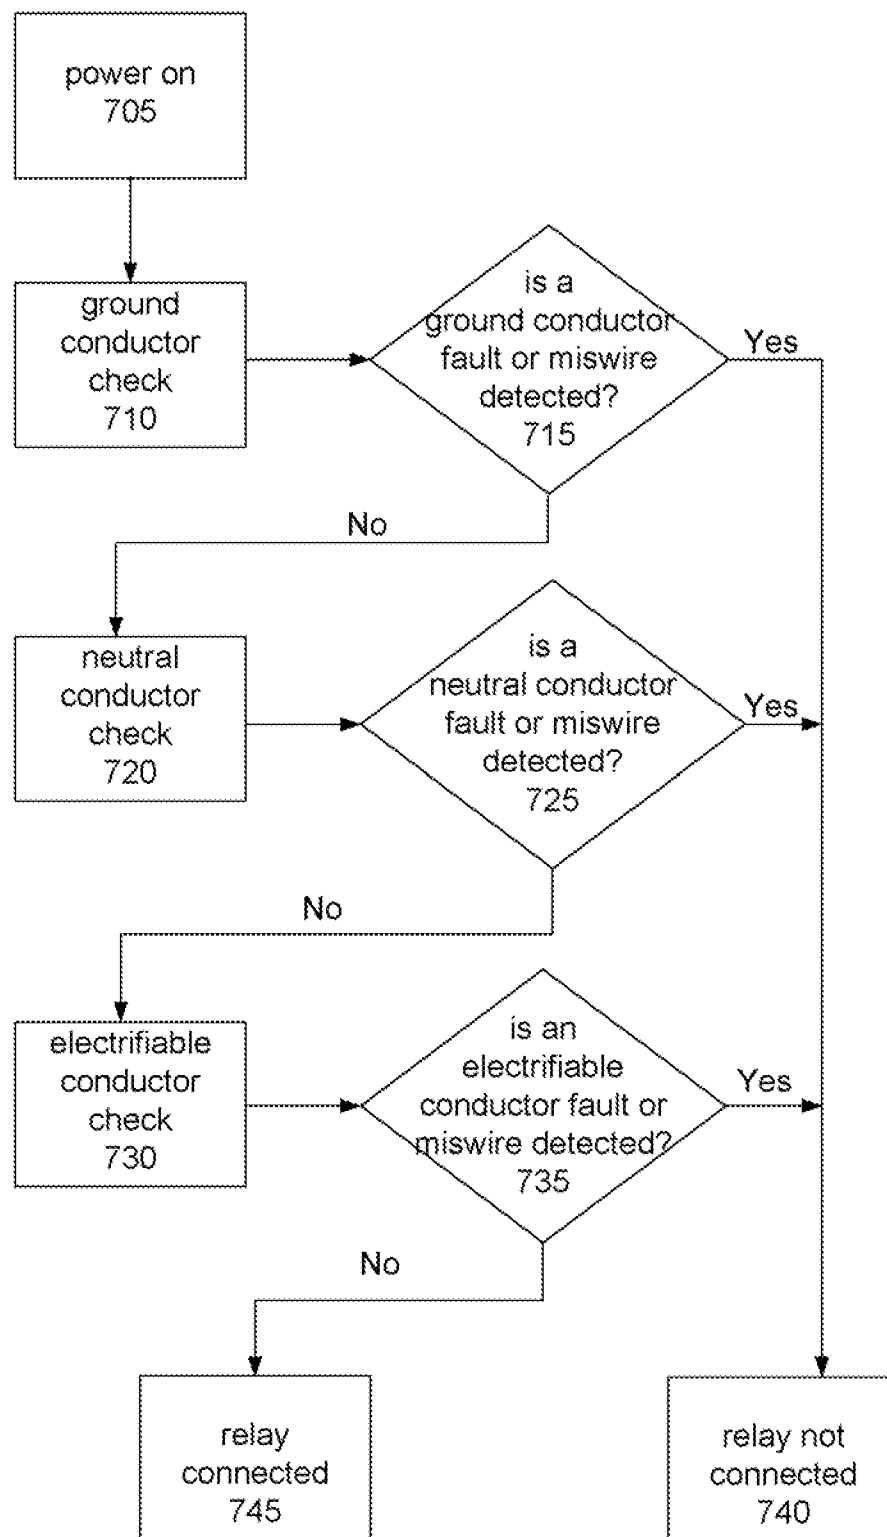 power on
705
ground
conductor
check
710
is a
ground conductor
fault or miswire
detected?
715
Yes
No
neutral
conductor
check
720
is a
neutral conductor
fault or miswire
detected?
725
Yes
No
electrifiable
conductor
check
730
is an
electrifiable
conductor fault or
miswire detected?
735
Yes
No
relay
connected
745
relay not
connected
740